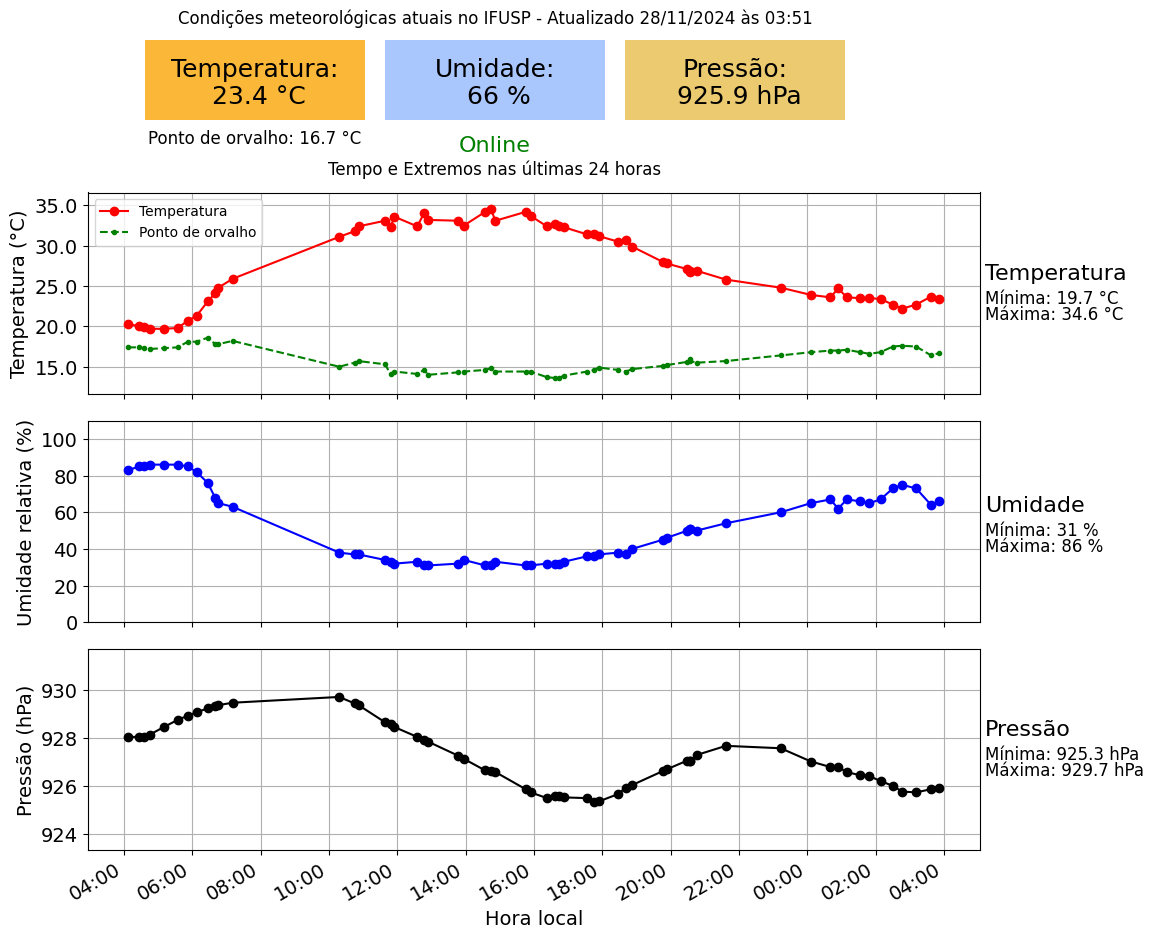 Condições meteorológicas atuais no IFUSP - Atualizado 28/11/2024 às 03:51
Temperatura:
23.4 °C
Umidade:
66 %
Pressão:
925.9 hPa
Ponto de orvalho: 16.7 °C
Online
Tempo e Extremos nas últimas 24 horas
Temperatura (°C)
35.0
30.0
25.0
20.0
15.0
Temperatura
Ponto de orvalho
Temperatura
Mínima: 19.7 °C
Máxima: 34.6 °C
Umidade relativa (%)
100
80
60
40
20
0
Umidade
Mínima: 31 %
Máxima: 86 %
Pressão (hPa)
930
928
926
924
Pressão
Mínima: 925.3 hPa
Máxima: 929.7 hPa
04:00 06:00 08:00 10:00 12:00 14:00 16:00 18:00 20:00 22:00 00:00 02:00 04:00
Hora local